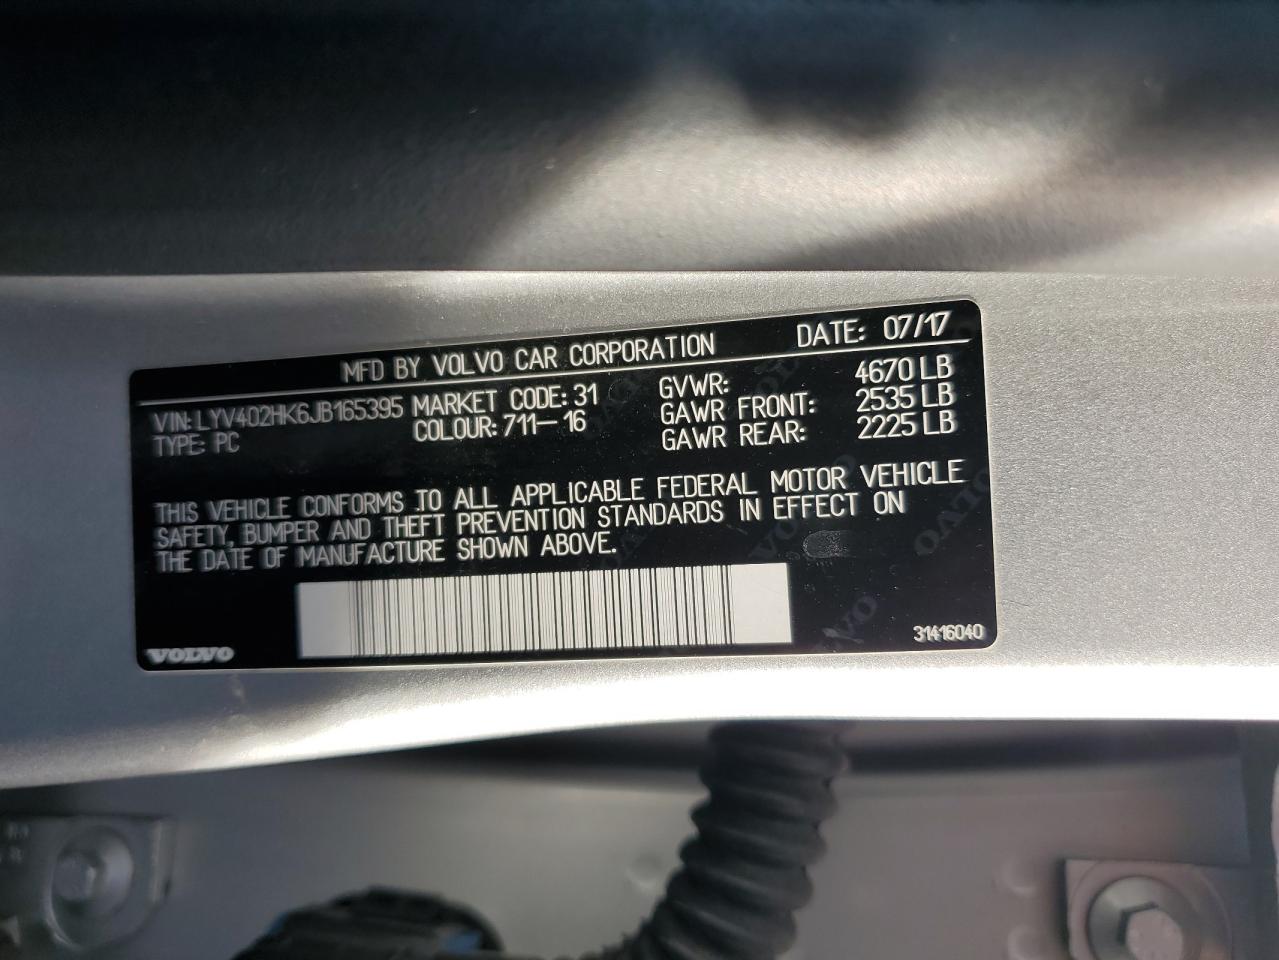 MFD BY VOLVO CAR CORPORATION DATE: 07/17
VIN: LYV402HK6JB165395 MARKET CODE: 31 GVWR: 4670 LB
TYPE: PC COLOUR: 711-16 GAWR FRONT: 2535 LB
GAWR REAR: 2225 LB
THIS VEHICLE CONFORMS TO ALL APPLICABLE FEDERAL MOTOR VEHICLE
SAFETY, BUMPER AND THEFT PREVENTION STANDARDS IN EFFECT ON
THE DATE OF MANUFACTURE SHOWN ABOVE.
VOLVO
31416040